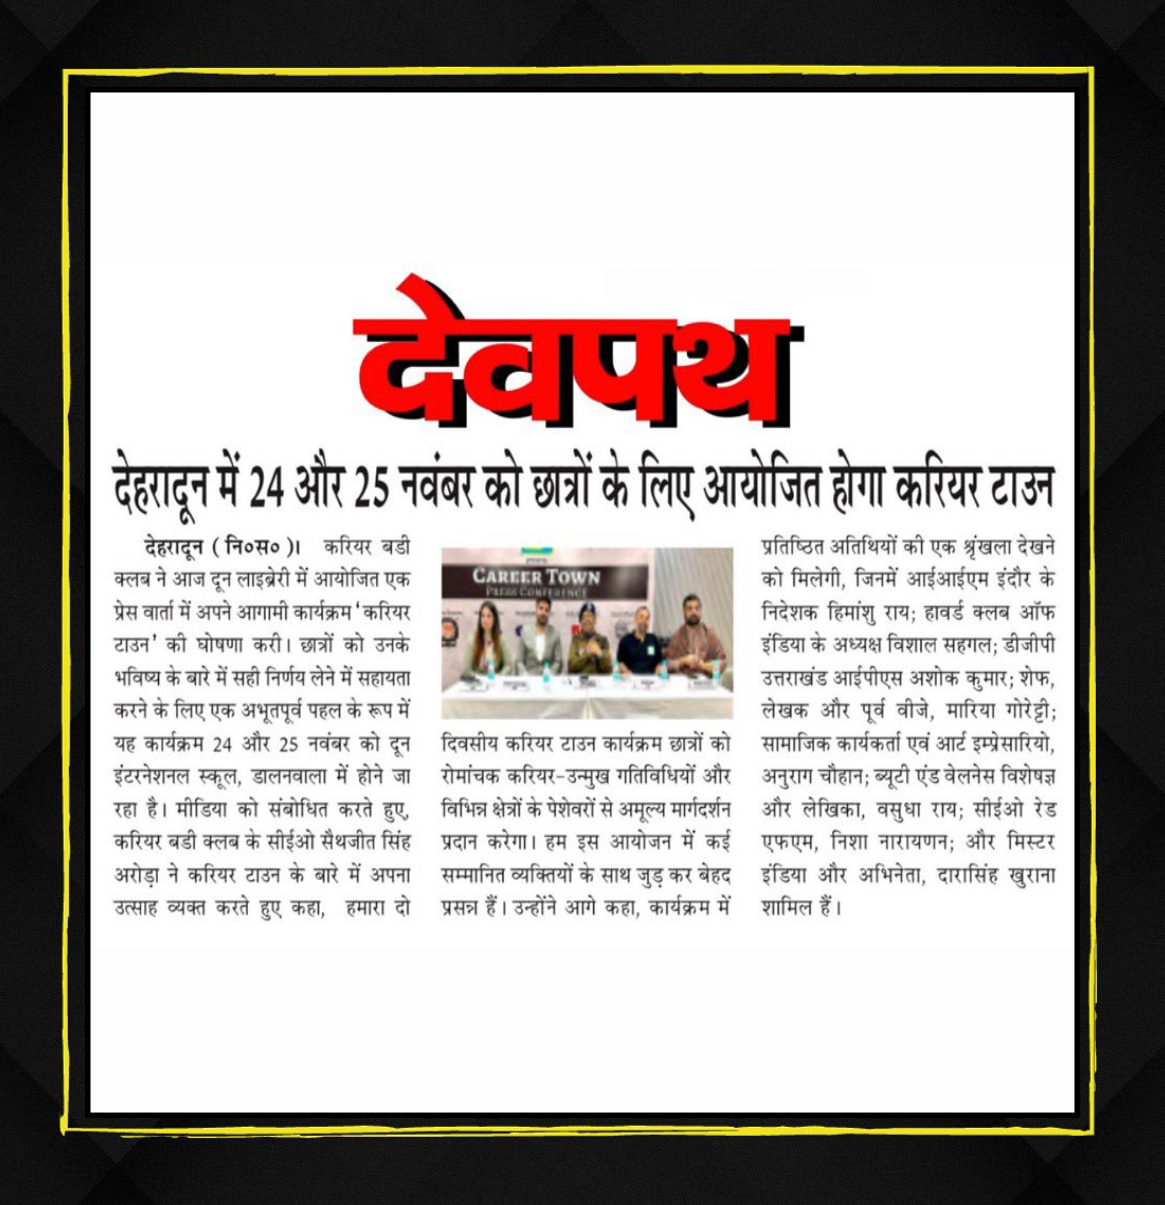 देवपथ
देहरादून में 24 और 25 नवंबर को छात्रों के लिए आयोजित होगा करियर टाउन
देहरादून ( नि०स० )। करियर बडी
क्लब ने आज दून लाइब्रेरी में आयोजित एक
प्रेस वार्ता में अपने आगामी कार्यक्रम 'करियर
टाउन' की घोषणा करी। छात्रों को उनके
भविष्य के बारे में सही निर्णय लेने में सहायता
करने के लिए एक अभूतपूर्व पहल के रूप में
यह कार्यक्रम 24 और 25 नवंबर को दून
इंटरनेशनल स्कूल, डालनवाला में होने जा
रहा है। मीडिया को संबोधित करते हुए,
करियर बडी क्लब के सीईओ सैथजीत सिंह
अरोड़ा ने करियर टाउन के बारे में अपना
उत्साह व्यक्त करते हुए कहा, हमारा दो
CAREER TOWN
PRESS CONFERENCE
दिवसीय करियर टाउन कार्यक्रम छात्रों को
रोमांचक करियर-उन्मुख गतिविधियों और
विभिन्न क्षेत्रों के पेशेवरों से अमूल्य मार्गदर्शन
प्रदान करेगा। हम इस आयोजन में कई
सम्मानित व्यक्तियों के साथ जुड़ कर बेहद
प्रसन्न हैं। उन्होंने आगे कहा, कार्यक्रम में
प्रतिष्ठित अतिथियों की एक श्रृंखला देखने
को मिलेगी, जिनमें आईआईएम इंदौर के
निदेशक हिमांशु राय; हावर्ड क्लब ऑफ
इंडिया के अध्यक्ष विशाल सहगल; डीजीपी
उत्तराखंड आईपीएस अशोक कुमार; शेफ,
लेखक और पूर्व वीजे, मारिया गोरेट्टी;
सामाजिक कार्यकर्ता एवं आर्ट इम्प्रेसारियो,
अनुराग चौहान; ब्यूटी एंड वेलनेस विशेषज्ञ
और लेखिका, वसुधा राय; सीईओ रेड
एफएम, निशा नारायणन; और मिस्टर
इंडिया और अभिनेता, दारासिंह खुराना
शामिल हैं।